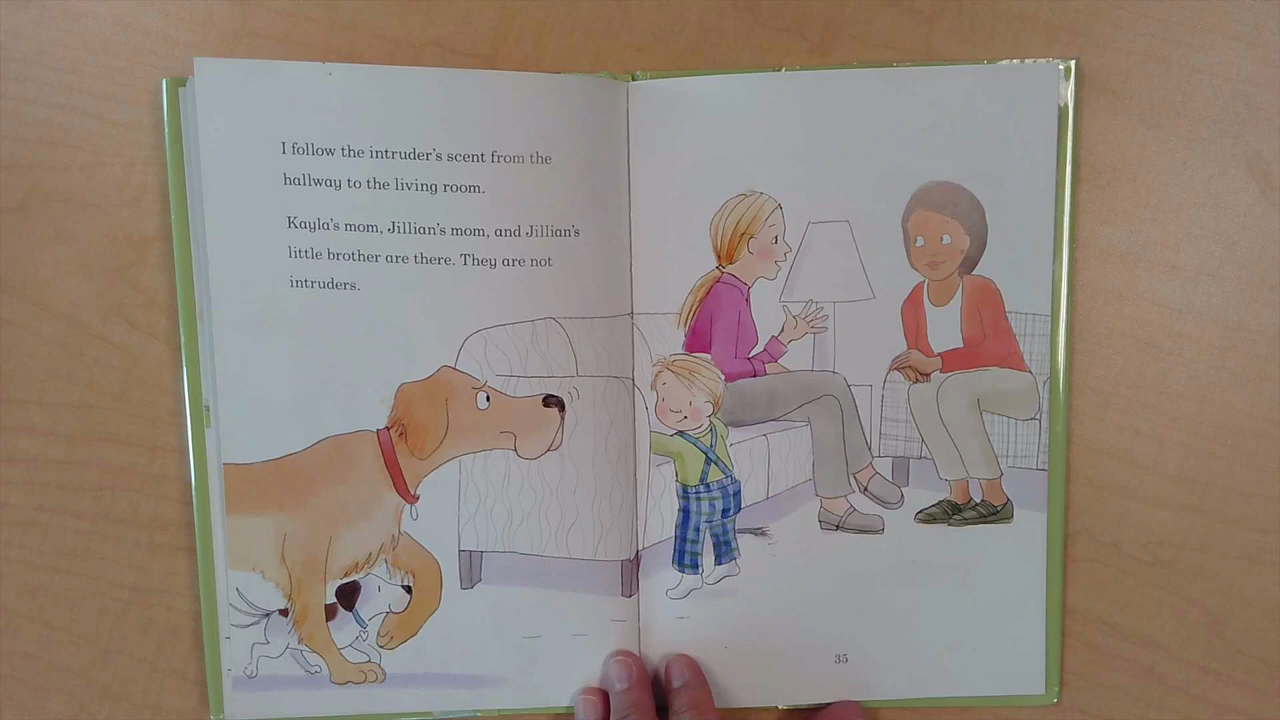 I follow the intruder's scent from the
hallway to the living room.
Kayla's mom, Jillian's mom, and Jillian's
little brother are there. They are not
intruders.
35